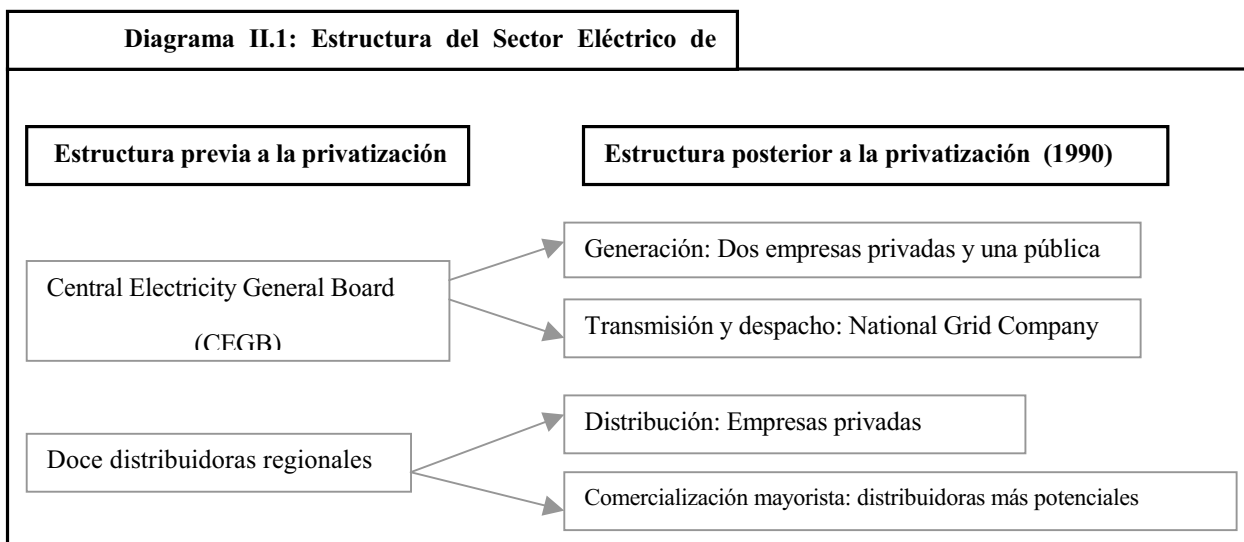 Diagrama II.1: Estructura del Sector Eléctrico de
Estructura previa a la privatización
Estructura posterior a la privatización (1990)
Central Electricity General Board
(CEGB)
Generación: Dos empresas privadas y una pública
Transmisión y despacho: National Grid Company
Doce distribuidoras regionales
Distribución: Empresas privadas
Comercialización mayorista: distribuidoras más potenciales